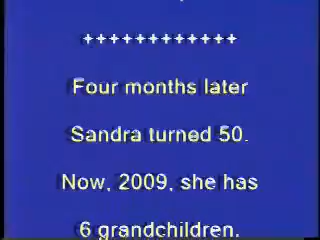 ++++++++++++
Four months later
Sandra turned 50.
Now, 2009, she has
6 grandchildren.